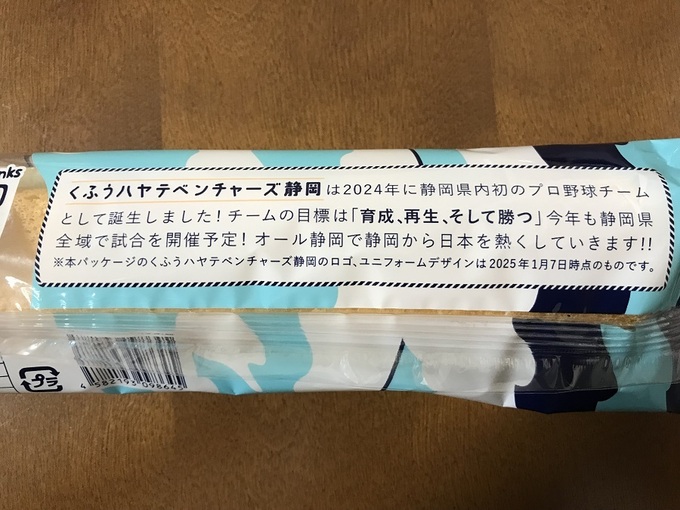 nks
くふうハヤテベンチャーズ静岡は2024年に静岡県内初のプロ野球チーム
として誕生しました!チームの目標は「育成、再生、そして勝つ」今年も静岡県
全域で試合を開催予定!オール静岡で静岡から日本を熱くしていきます!!
※本パッケージのくふうハヤテベンチャーズ静岡のロゴ、ユニフォームデザインは2025年1月7日時点のものです。
プラ